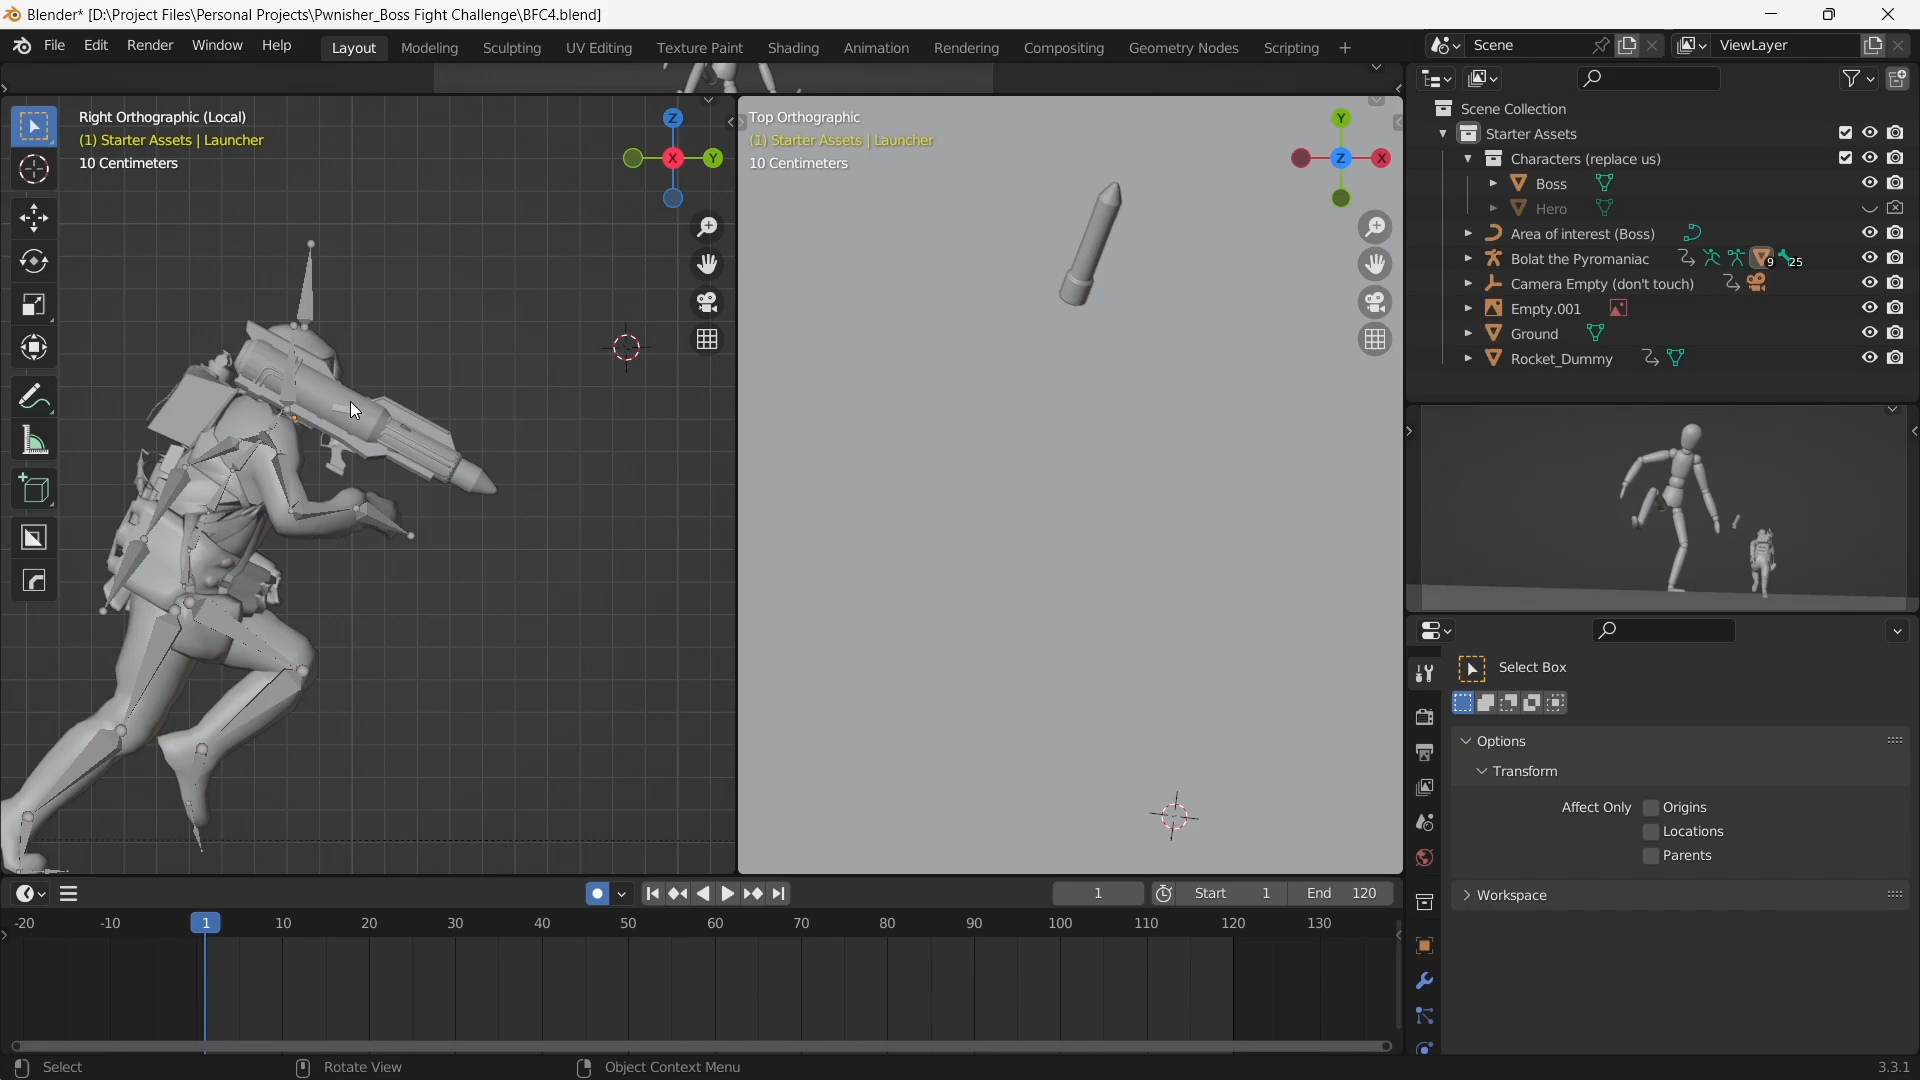 Blender* [D:\Project Files\Personal Projects\Pwnisher_Boss Fight Challenge\BFC4.blend]
File Edit Render Window Help Layout Modeling Sculpting UV Editing Texture Paint Shading Animation Rendering Compositing Geometry Nodes Scripting + Scene ViewLayer
Right Orthographic (Local)
(1) Starter Assets | Launcher
10 Centimeters
Z
X
Y
Top Orthographic
(1) Starter Assets | Launcher
10 Centimeters
Y
Z
X
Scene Collection
Starter Assets
Characters (replace us)
Boss
Hero
Area of interest (Boss)
Bolat the Pyromaniac 9 25
Camera Empty (don't touch)
Empty.001
Ground
Rocket_Dummy
Select Box
Options
Transform
Affect Only Origins
Locations
Parents
Workspace
1 Start 1 End 120
-20 -10 1 10 20 30 40 50 60 70 80 90 100 110 120 130
Select Rotate View Object Context Menu 3.3.1